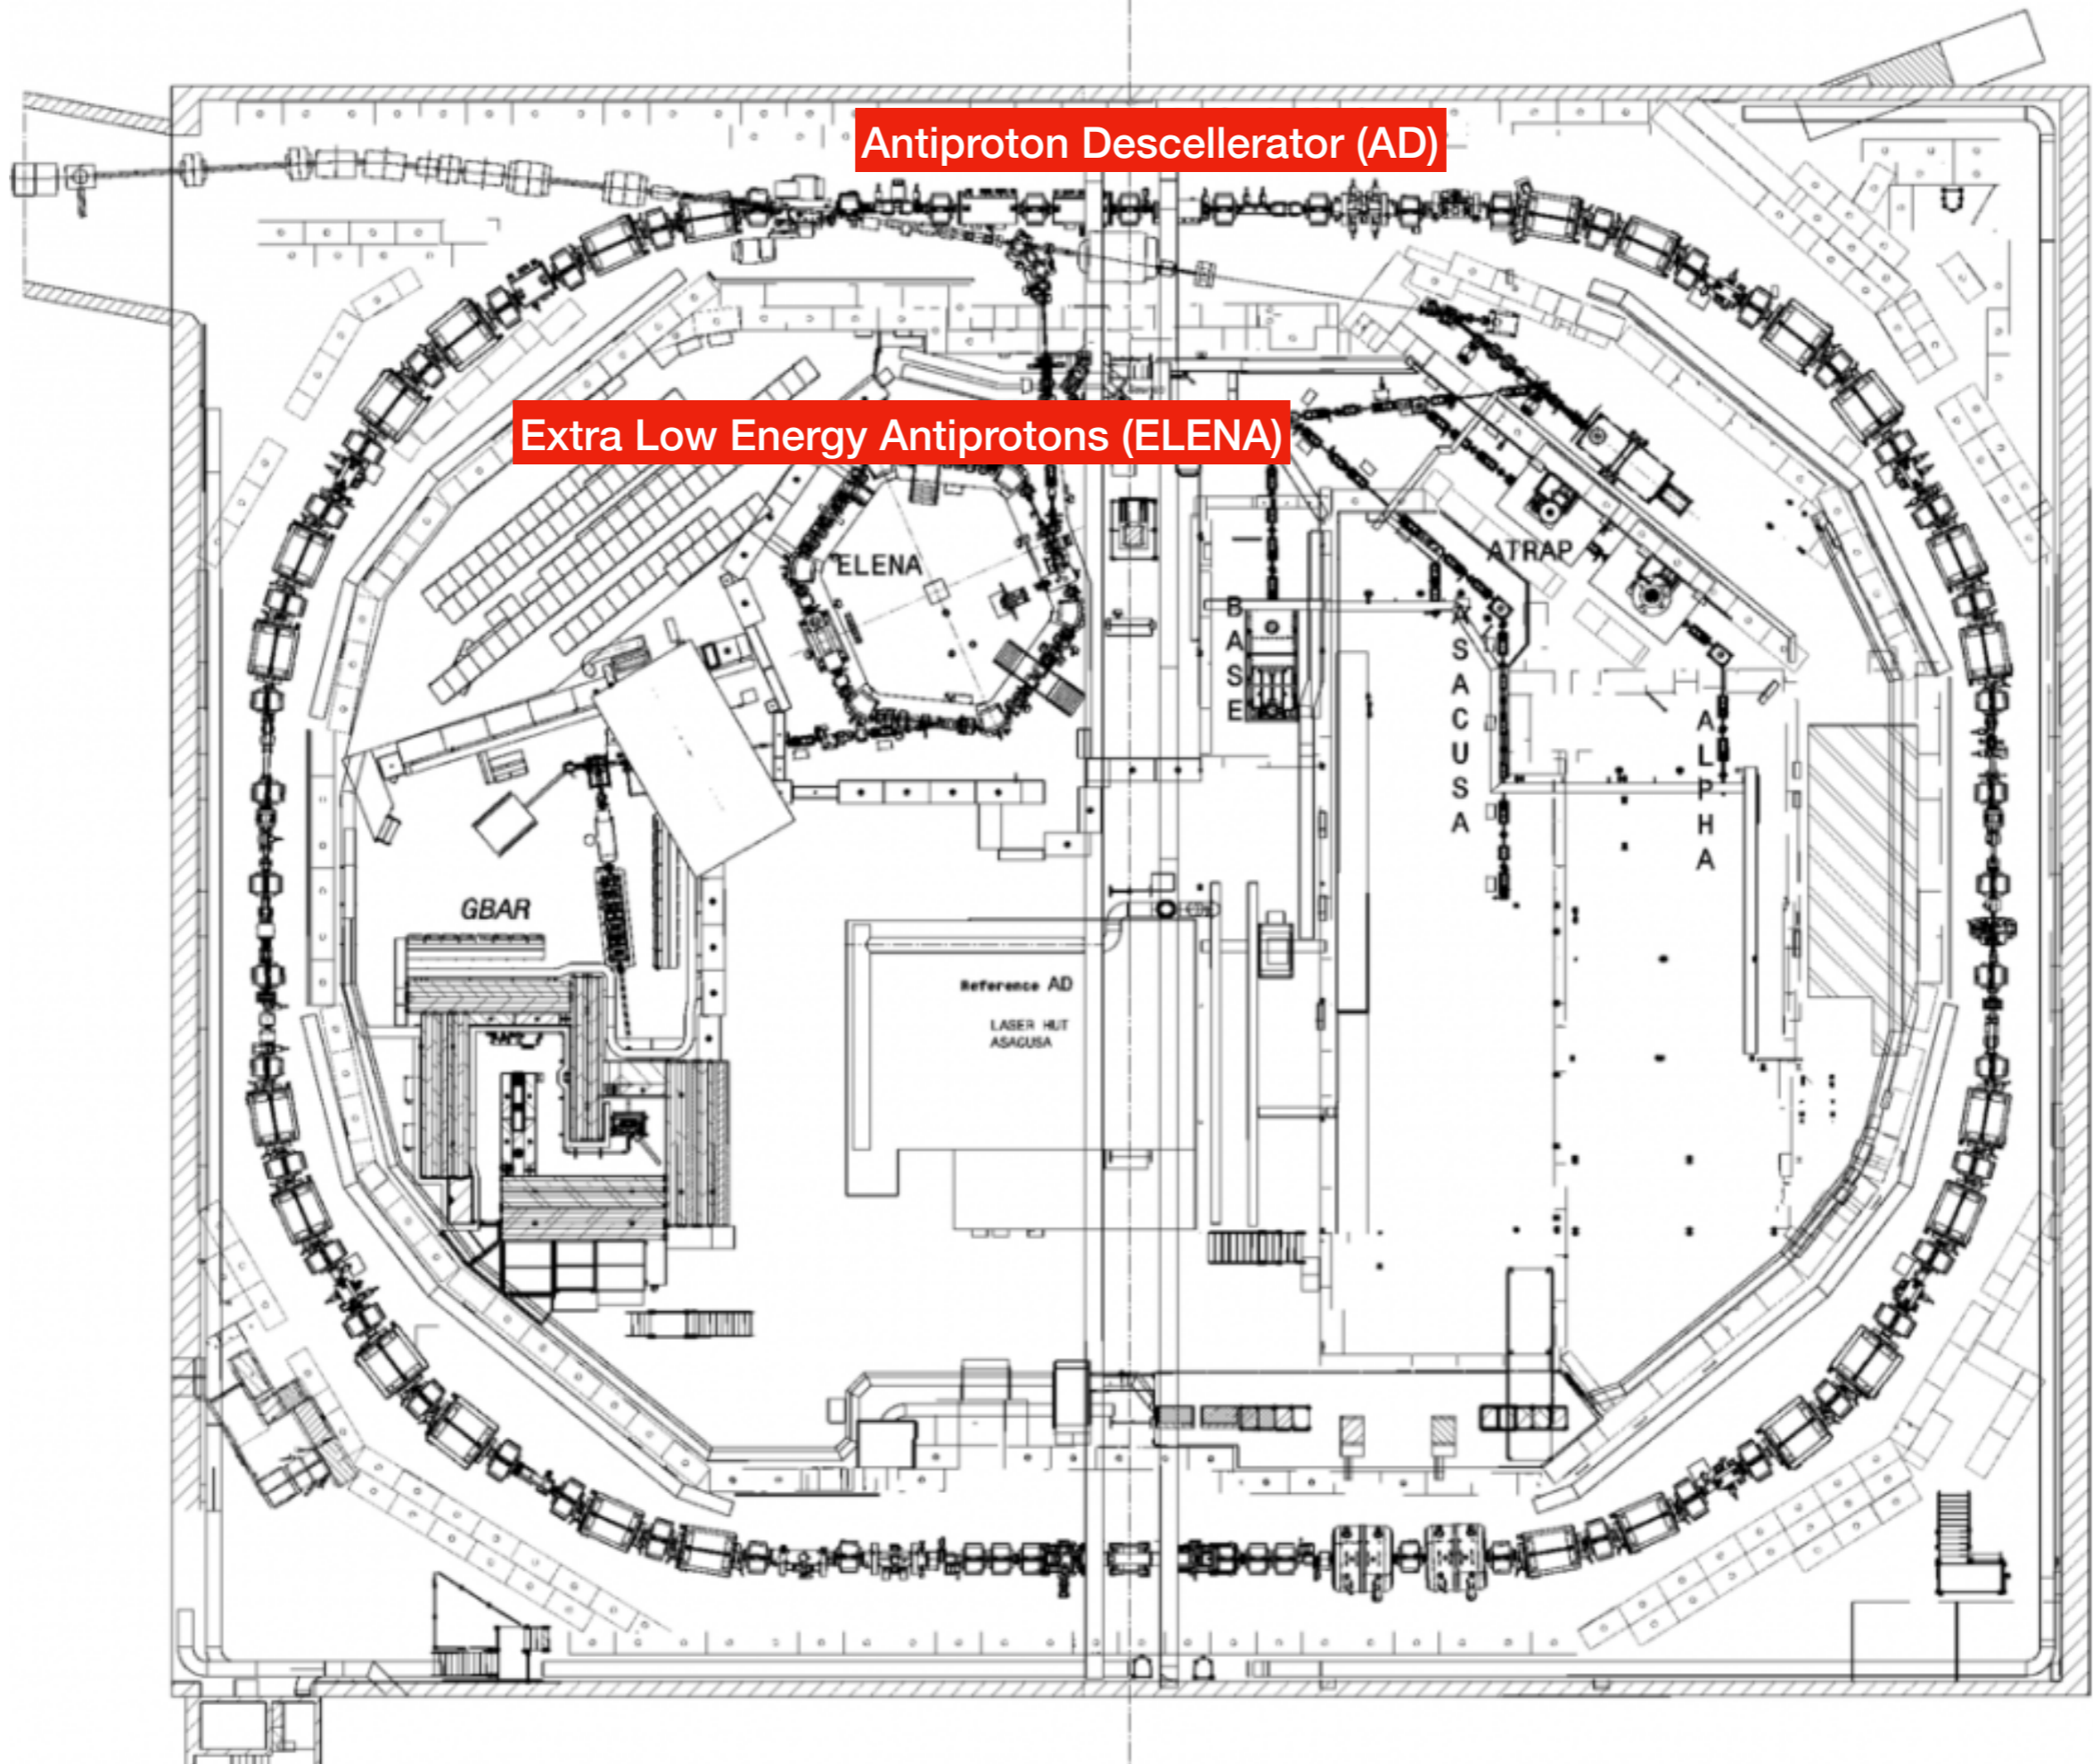 Antiproton Descellerator (AD)
Extra Low Energy Antiprotons (ELENA)
ELENA
ATRAP
BASE
ASACUSA
ALPHA
GBAR
Reference AD
LASER HUT
ASACUSA